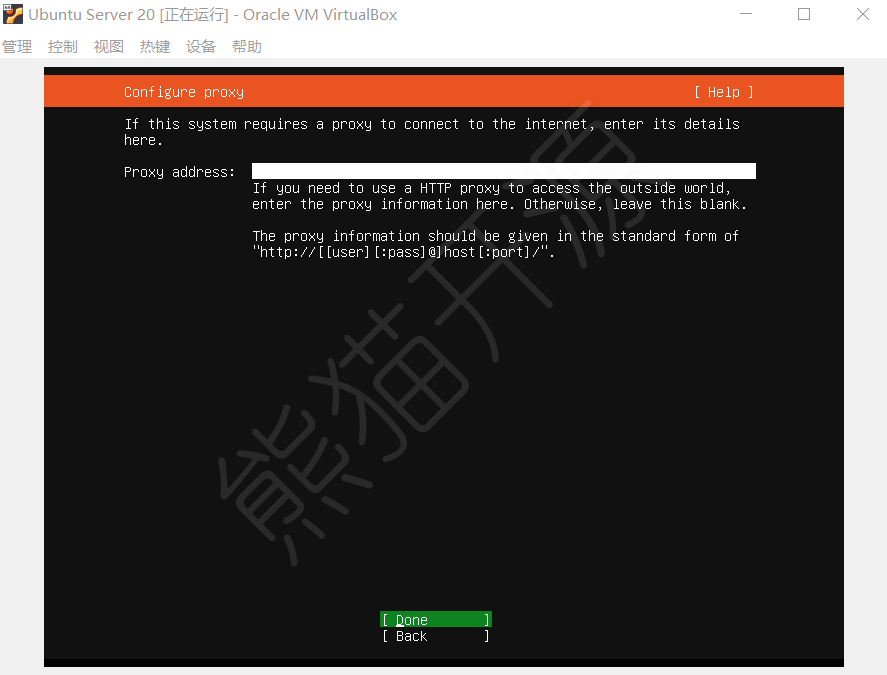 Ubuntu Server 20 [正在运行] - Oracle VM VirtualBox
管理 控制 视图 热键 设备 帮助
Configure proxy [ Help ]
If this system requires a proxy to connect to the internet, enter its details
here.
Proxy address:
If you need to use a HTTP proxy to access the outside world,
enter the proxy information here. Otherwise, leave this blank.
The proxy information should be given in the standard form of
"http://[[user][:pass]@]host[:port]/".
熊猫开源
[ Done ]
[ Back ]